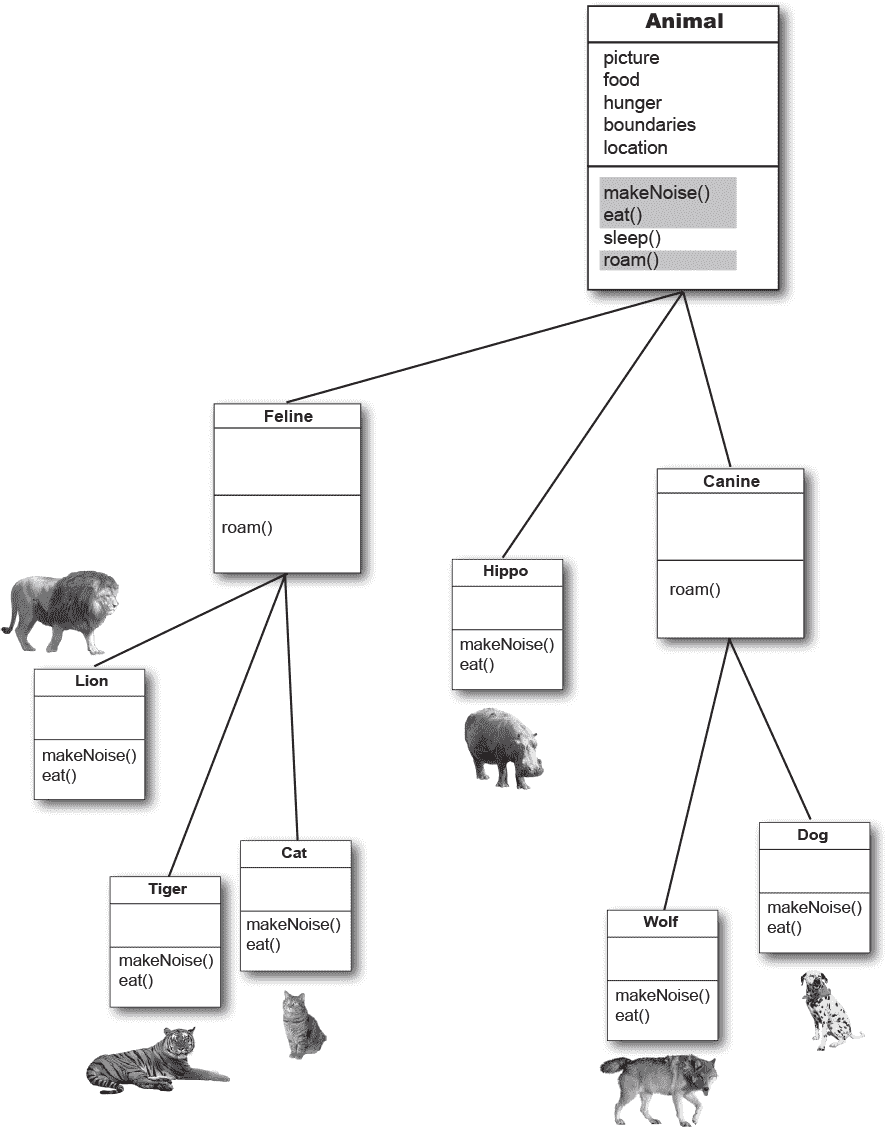 Animal
picture
food
hunger
boundaries
location
makeNoise()
eat()
sleep()
roam()
Feline
roam()
Canine
roam()
Hippo
makeNoise()
eat()
Lion
makeNoise()
eat()
Dog
makeNoise()
eat()
Cat
makeNoise()
eat()
Tiger
makeNoise()
eat()
Wolf
makeNoise()
eat()